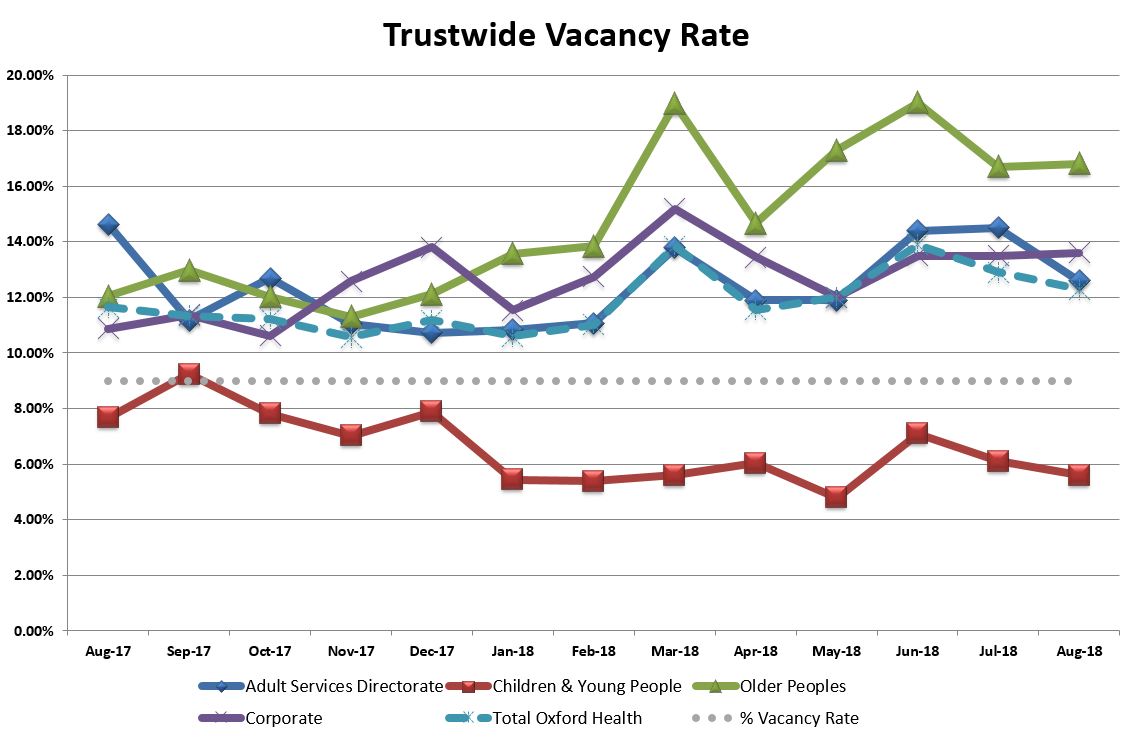 Trustwide Vacancy Rate
20.00%
18.00%
16.00%
14.00%
12.00%
10.00%
8.00%
6.00%
4.00%
2.00%
0.00%
Aug-17 Sep-17 Oct-17 Nov-17 Dec-17 Jan-18 Feb-18 Mar-18 Apr-18 May-18 Jun-18 Jul-18 Aug-18
Adult Services Directorate Children & Young People Older Peoples
Corporate Total Oxford Health % Vacancy Rate